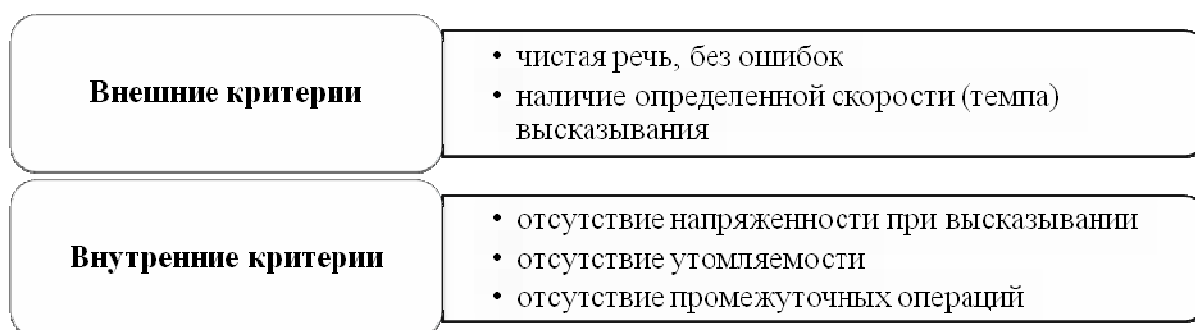 Внешние критерии
• чистая речь, без ошибок
• наличие определенной скорости (темпа)
высказывания
Внутренние критерии
• отсутствие напряженности при высказывании
• отсутствие утомляемости
• отсутствие промежуточных операций